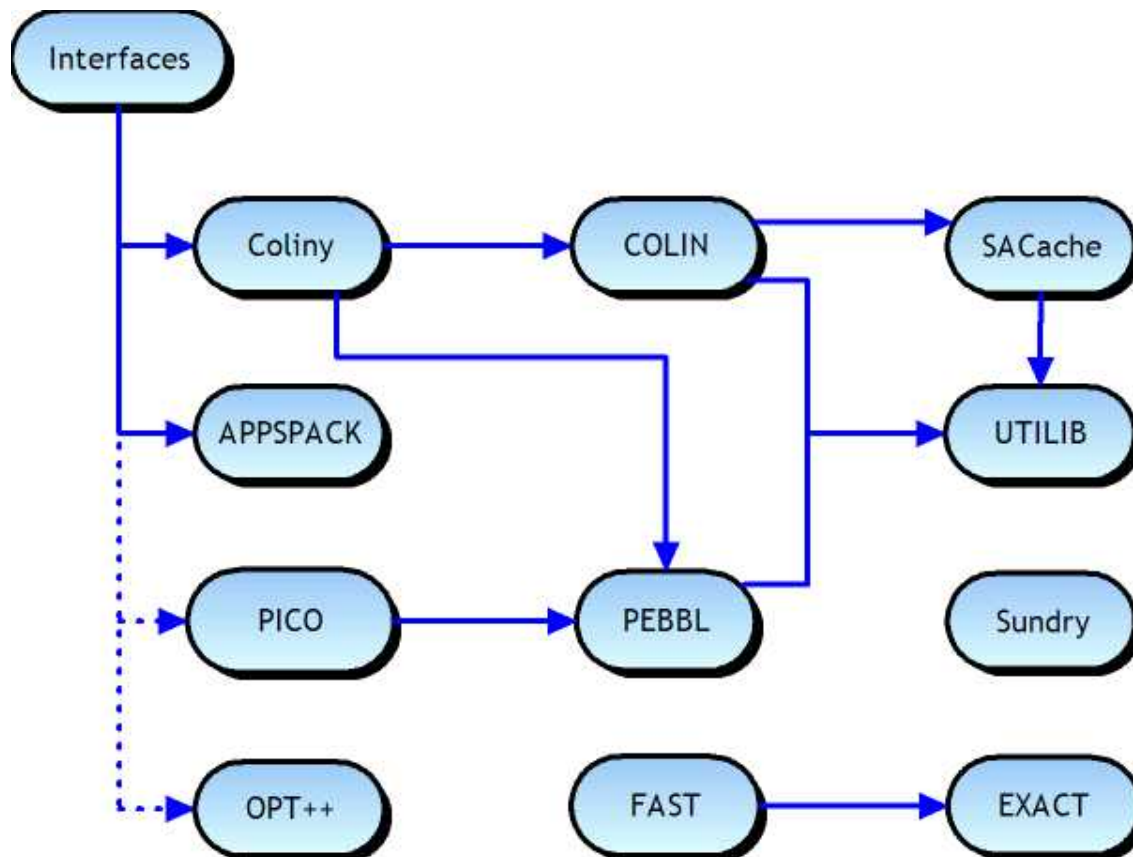 Interfaces
Coliny
COLIN
SACache
APPSPACK
UTILIB
PICO
PEBBL
Sundry
OPT++
FAST
EXACT